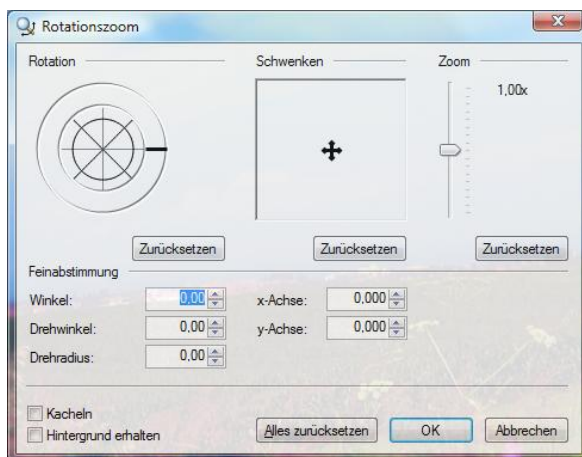 Rotationszoom
Rotation Schwenken Zoom
1,00x
Zurücksetzen Zurücksetzen Zurücksetzen
Feinabstimmung
Winkel: 0,00 x-Achse: 0,000
Drehwinkel: 0,00 y-Achse: 0,000
Drehradius: 0,00
Kacheln
Hintergrund erhalten
Alles zurücksetzen OK Abbrechen